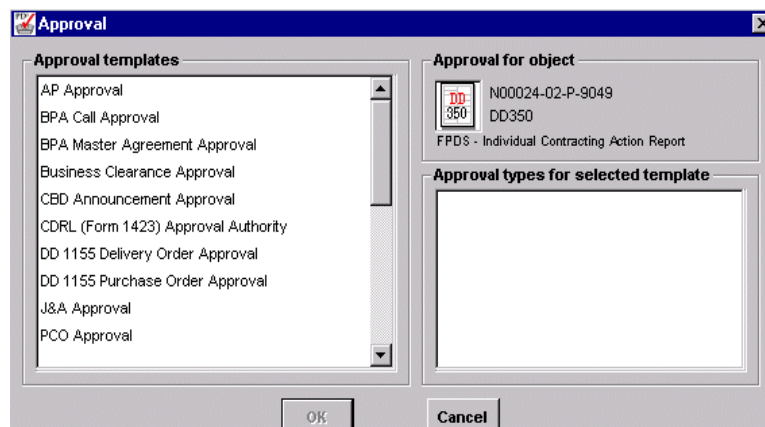 Approval
Approval templates
AP Approval
BPA Call Approval
BPA Master Agreement Approval
Business Clearance Approval
CBD Announcement Approval
CDRL (Form 1423) Approval Authority
DD 1155 Delivery Order Approval
DD 1155 Purchase Order Approval
J&A Approval
PCO Approval
Approval for object
DD
350
N00024-02-P-9049
DD350
FPDS - Individual Contracting Action Report
Approval types for selected template
OK
Cancel